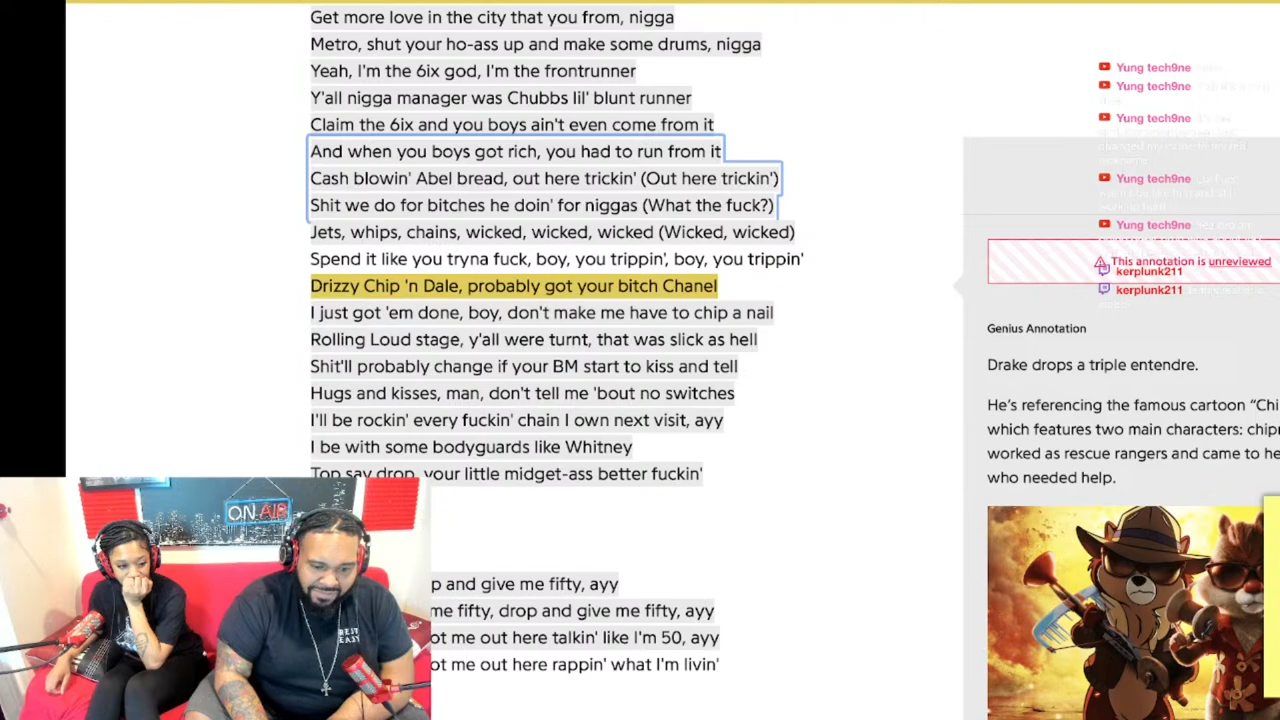 Get more love in the city that you from, nigga
Metro, shut your ho-ass up and make some drums, nigga
Yeah, I'm the 6ix god, I'm the frontrunner
Y'all nigga manager was Chubbs lil' blunt runner
Claim the 6ix and you boys ain't even come from it
And when you boys got rich, you had to run from it
Cash blowin' Abel bread, out here trickin' (Out here trickin')
Shit we do for bitches he doin' for niggas (What the fuck?)
Jets, whips, chains, wicked, wicked, wicked (Wicked, wicked)
Spend it like you tryna fuck, boy, you trippin', boy, you trippin'
Drizzy Chip 'n Dale, probably got your bitch Chanel
I just got 'em done, boy, don't make me have to chip a nail
Rolling Loud stage, y'all were turnt, that was slick as hell
Shit'll probably change if your BM start to kiss and tell
Hugs and kisses, man, don't tell me 'bout no switches
I'll be rockin' every fuckin' chain I own next visit, ayy
I be with some bodyguards like Whitney
Top say drop, your little midget-ass better fuckin'
p and give me fifty, ayy
me fifty, drop and give me fifty, ayy
ot me out here talkin' like I'm 50, ayy
ot me out here rappin' what I'm livin'
Yung tech9ne
Yung tech9ne
Yung tech9ne
Yung tech9ne
Yung tech9ne
This annotation is unreviewed
kerplunk211
kerplunk211
Genius Annotation
Drake drops a triple entendre.
He's referencing the famous cartoon “Chi
which features two main characters: chip
worked as rescue rangers and came to he
who needed help.
ON AIR